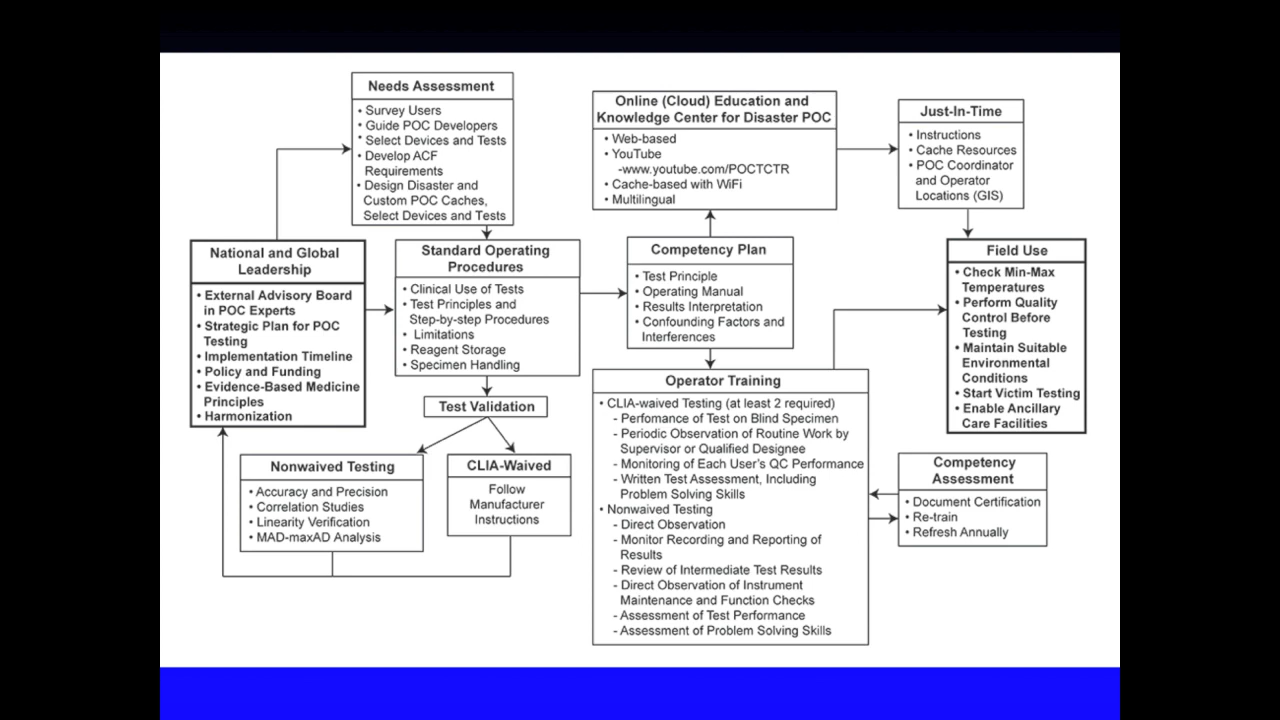 Needs Assessment
• Survey Users
• Guide POC Developers
• Select Devices and Tests
• Develop ACF
Requirements
• Design Disaster and
Custom POC Caches,
Select Devices and Tests
Online (Cloud) Education and
Knowledge Center for Disaster POC
• Web-based
• YouTube
-www.youtube.com/POCTCTR
• Cache-based with WiFi
• Multilingual
Just-In-Time
• Instructions
• Cache Resources
• POC Coordinator
and Operator
Locations (GIS)
National and Global
Leadership
• External Advisory Board
in POC Experts
• Strategic Plan for POC
Testing
• Implementation Timeline
• Policy and Funding
• Evidence-Based Medicine
Principles
• Harmonization
Standard Operating
Procedures
• Clinical Use of Tests
• Test Principles and
Step-by-step Procedures
• Limitations
• Reagent Storage
• Specimen Handling
Competency Plan
• Test Principle
• Operating Manual
• Results Interpretation
• Confounding Factors and
Interferences
Field Use
• Check Min-Max
Temperatures
• Perform Quality
Control Before
Testing
• Maintain Suitable
Environmental
Conditions
• Start Victim Testing
• Enable Ancillary
Care Facilities
Test Validation
Nonwaived Testing
• Accuracy and Precision
• Correlation Studies
• Linearity Verification
• MAD-maxAD Analysis
CLIA-Waived
Follow
Manufacturer
Instructions
Operator Training
• CLIA-waived Testing (at least 2 required)
- Perfomance of Test on Blind Specimen
- Periodic Observation of Routine Work by
Supervisor or Qualified Designee
- Monitoring of Each User's QC Performance
- Written Test Assessment, Including
Problem Solving Skills
• Nonwaived Testing
- Direct Observation
- Monitor Recording and Reporting of
Results
- Review of Intermediate Test Results
- Direct Observation of Instrument
Maintenance and Function Checks
- Assessment of Test Performance
- Assessment of Problem Solving Skills
Competency
Assessment
• Document Certification
• Re-train
• Refresh Annually